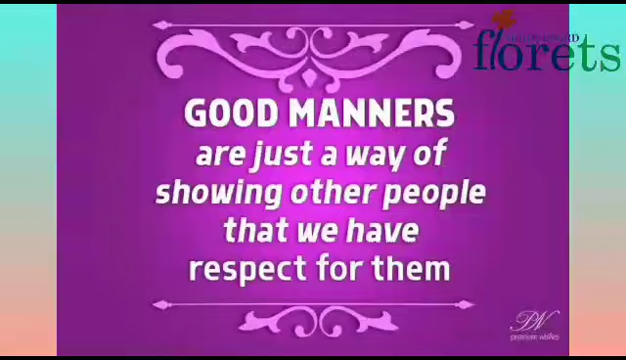 florets
GOOD MANNERS
are just a way of
showing other people
that we have
respect for them
PW
premium wishes